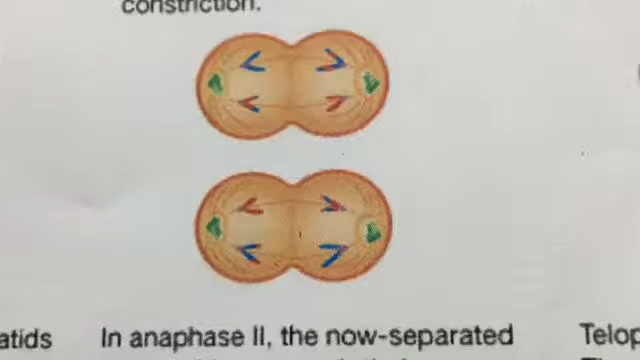 constriction.
atids
In anaphase II, the now-separated
Telop